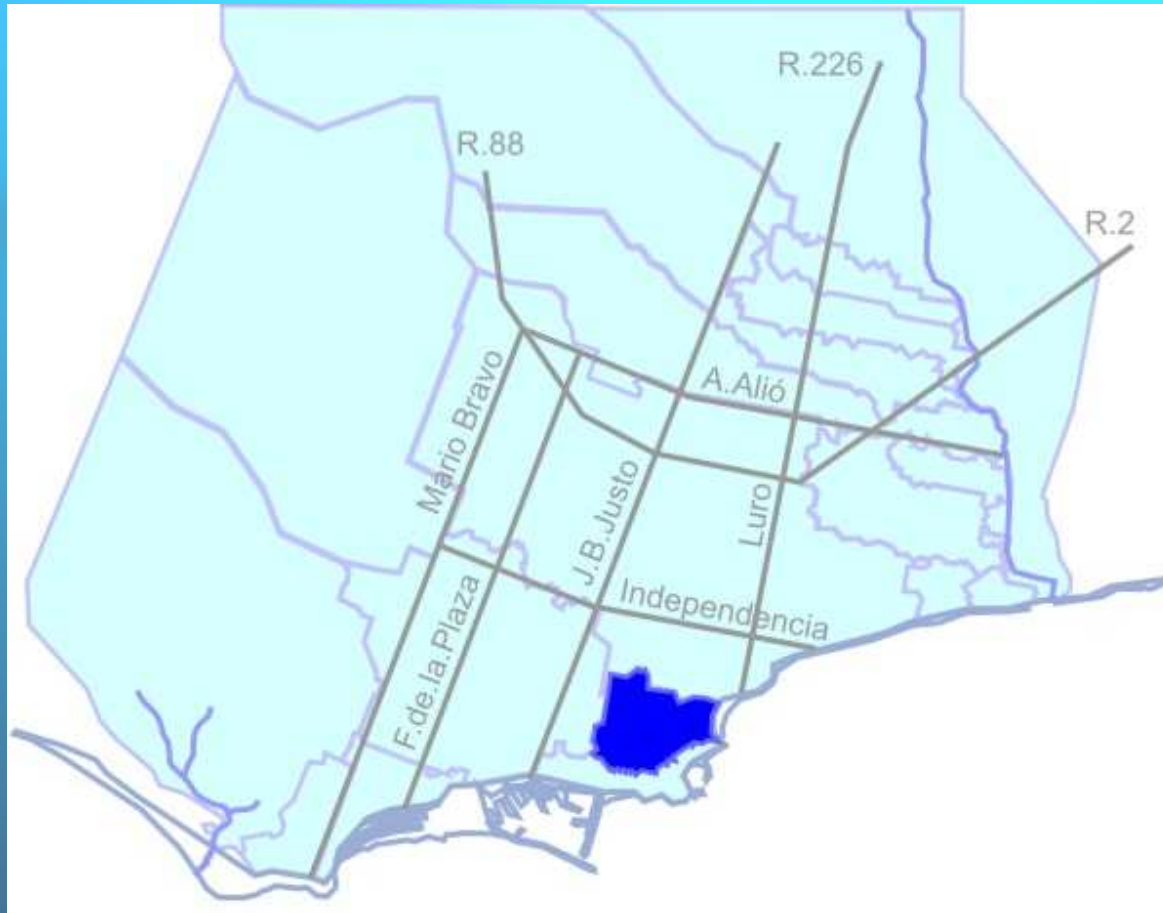 R.226
R.88
R.2
A.Alió
Mario Bravo
J.B.Justo
Luro
Independencia
F.de.la.Plaza